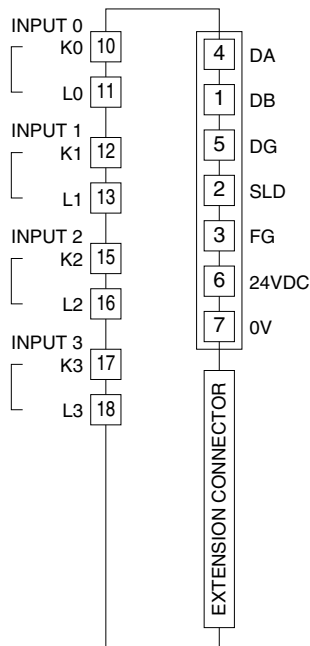 INPUT 0
K0 10
L0 11
INPUT 1
K1 12
L1 13
INPUT 2
K2 15
L2 16
INPUT 3
K3 17
L3 18
4 DA
1 DB
5 DG
2 SLD
3 FG
6 24VDC
7 0V
EXTENSION CONNECTOR